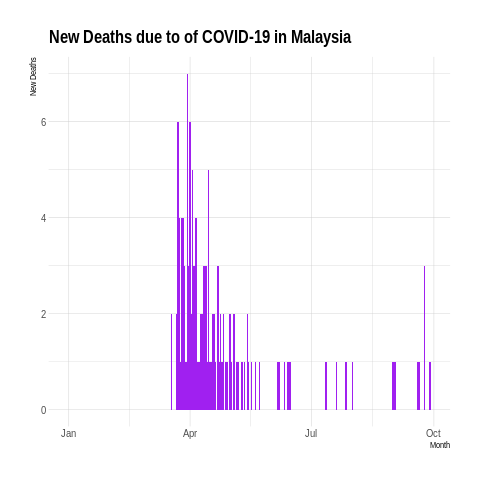 New Deaths due to of COVID-19 in Malaysia
New Deaths
6
4
2
0
Jan Apr Jul Oct
Month